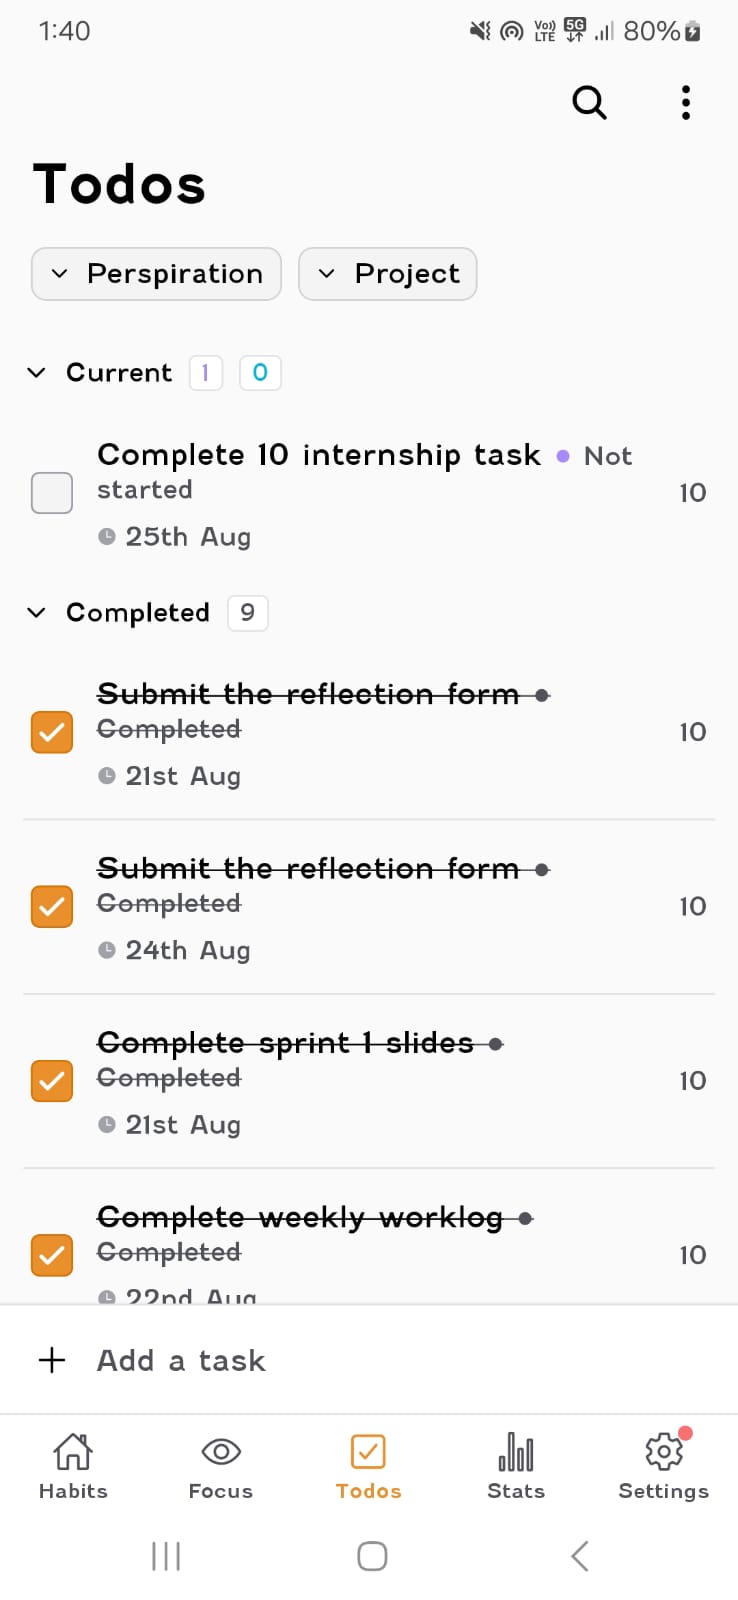 1:40 Vo)) LTE 5G 80%
Todos
Perspiration Project
Current 1 0
Complete 10 internship task Not
started 10
25th Aug
Completed 9
Submit the reflection form
Completed 10
21st Aug
Submit the reflection form
Completed 10
24th Aug
Complete sprint 1 slides
Completed 10
21st Aug
Complete weekly worklog
Completed 10
22nd Aug
+ Add a task
Habits Focus Todos Stats Settings